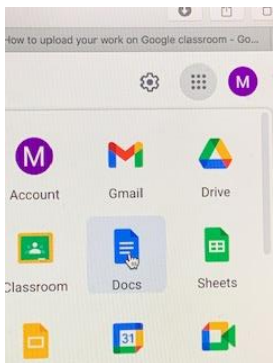 How to upload your work on Google classroom - Go...
M
M
Account
Gmail
Drive
Classroom
Docs
Sheets
31